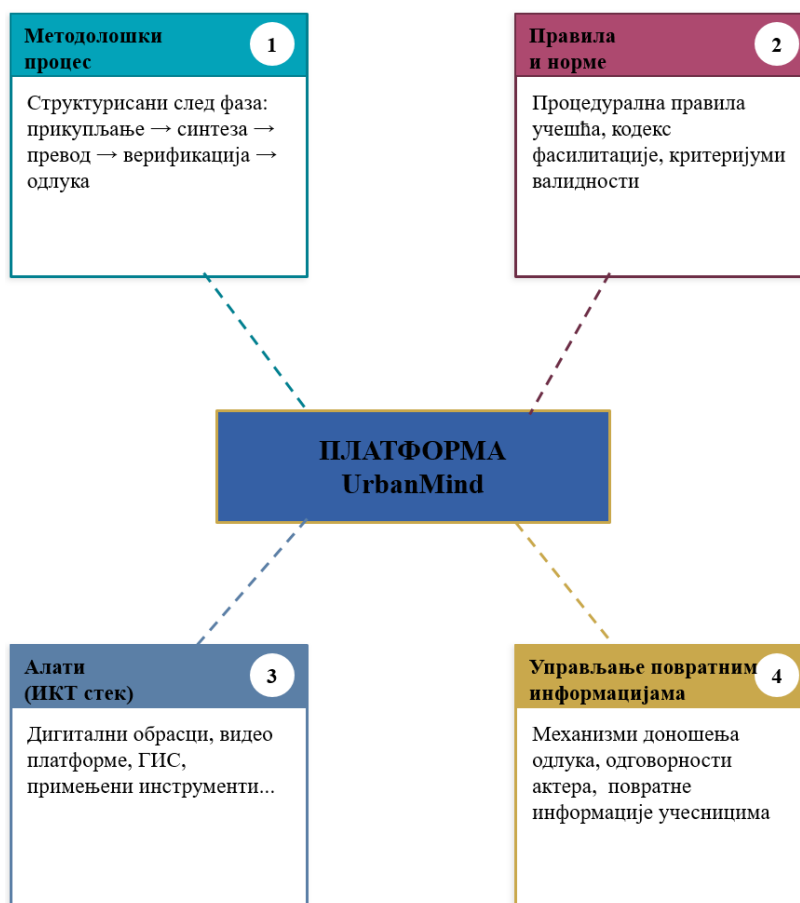 Методолошки
процес
1
Структурисани след фаза:
прикупљање → синтеза →
превод → верификација →
одлука
Правила
и норме
2
Процедурална правила
учешћа, кодекс
фасилитације, критеријуми
валидности
ПЛАТФОРМА
UrbanMind
Алати
(ИКТ стек)
3
Дигитални обрасци, видео
платформе, ГИС,
примењени инструменти...
Управљање повратним
информацијама
4
Механизми доношења
одлука, одговорности
актера, повратне
информације учесницима